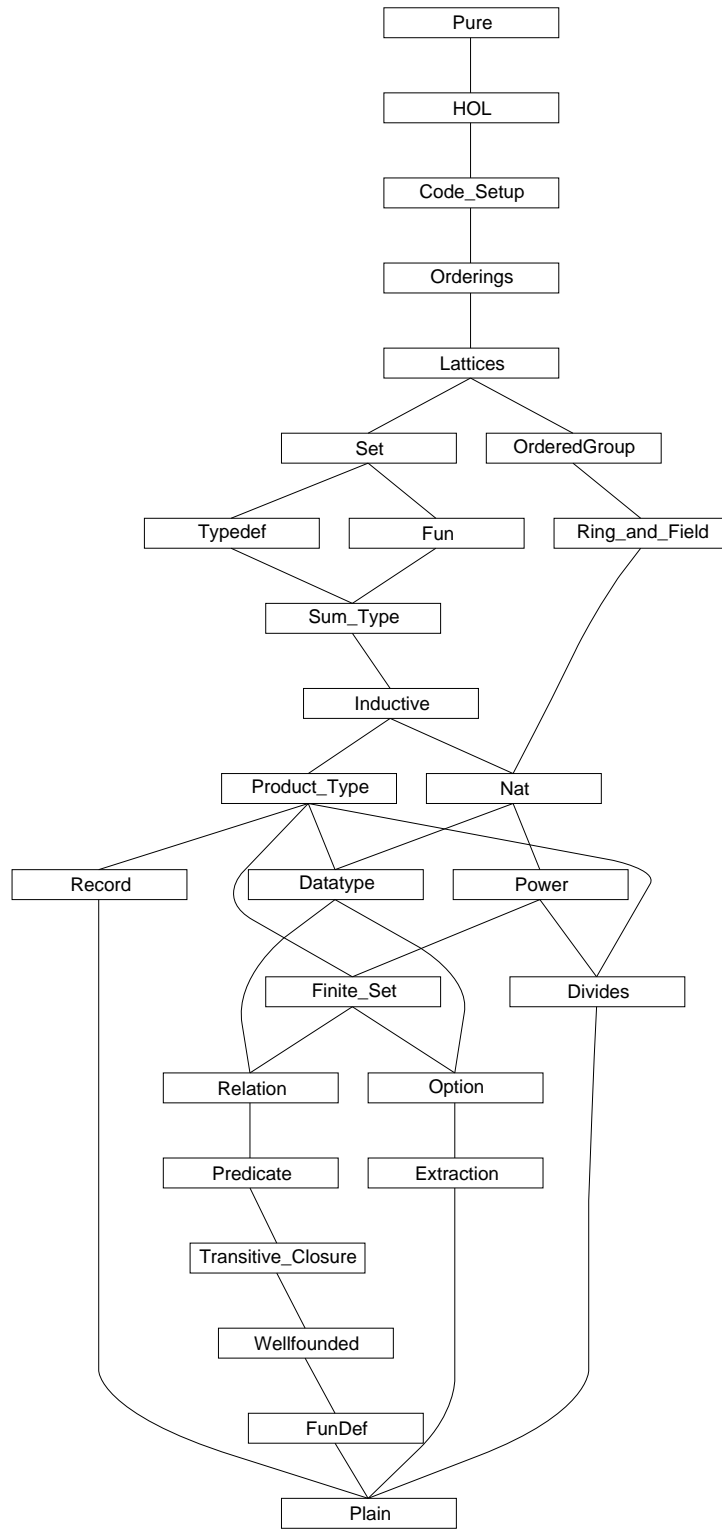 Pure
HOL
Code_Setup
Orderings
Lattices
Set
OrderedGroup
Typedef
Fun
Ring_and_Field
Sum_Type
Inductive
Product_Type
Nat
Record
Datatype
Power
Finite_Set
Divides
Relation
Option
Predicate
Extraction
Transitive_Closure
Wellfounded
FunDef
Plain